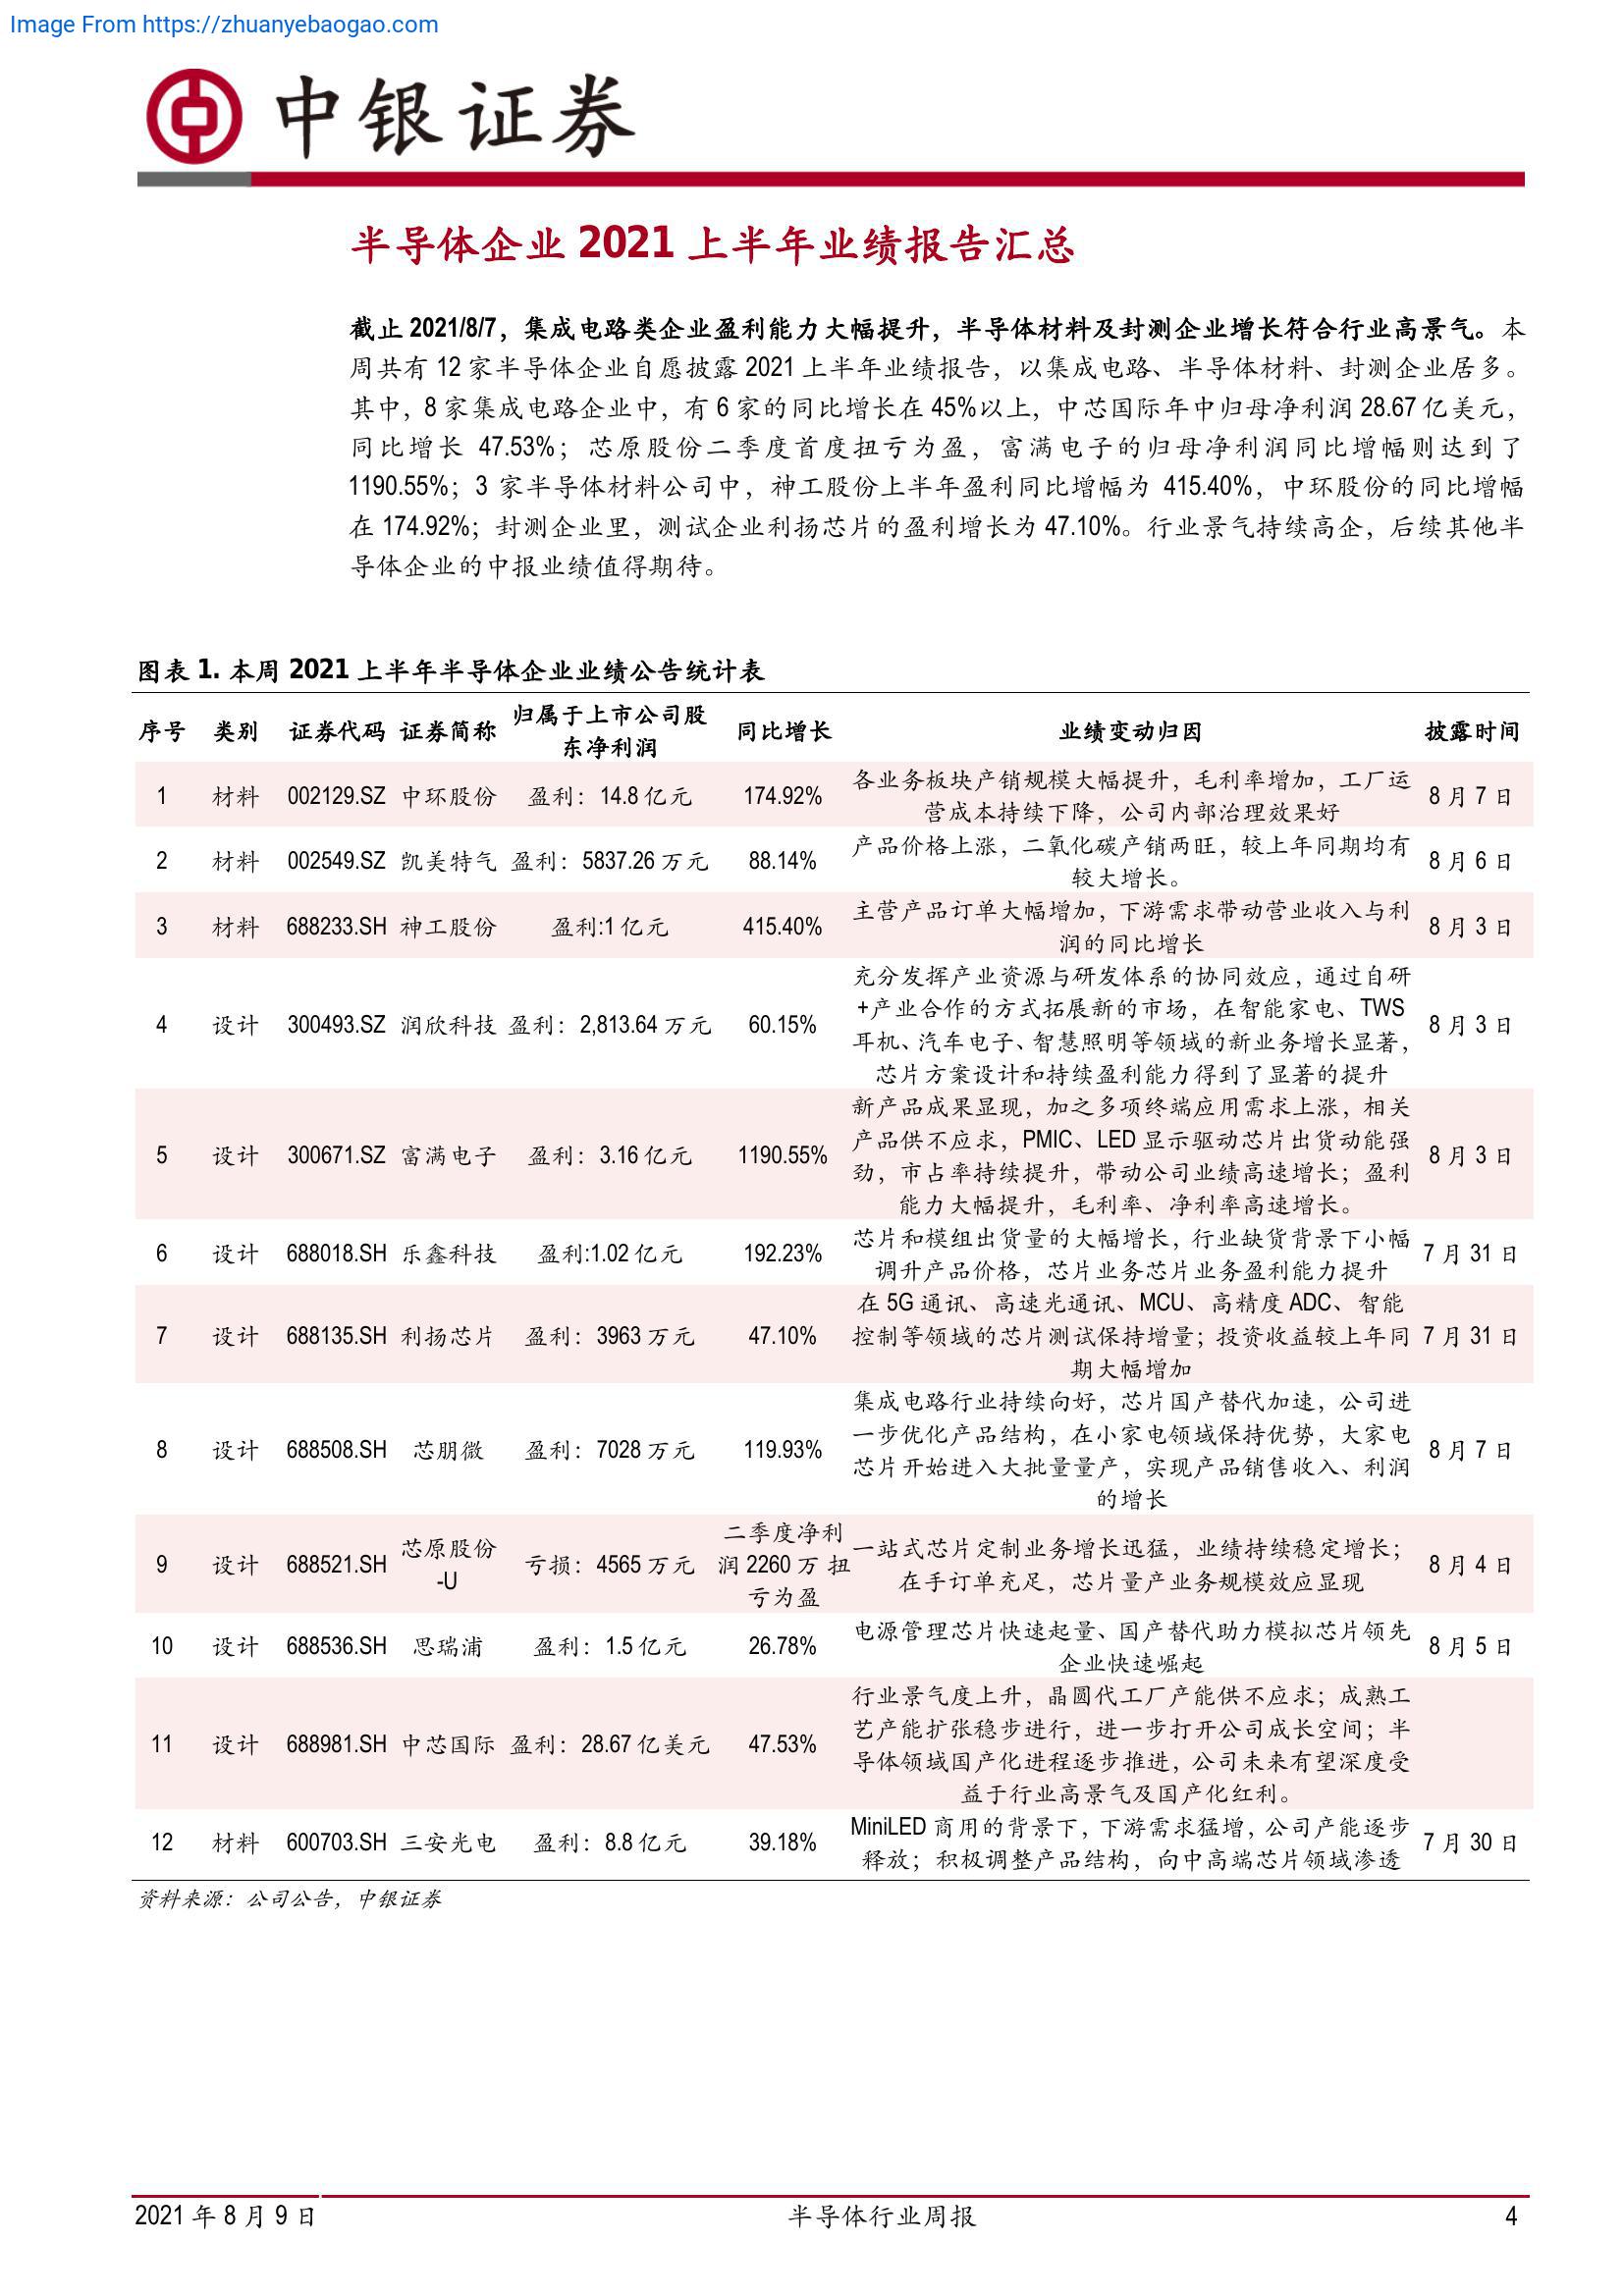 Image From https://zhuanyebaogao.com
中银证券
半导体企业 2021 上半年业绩报告汇总
截止 2021/8/7，集成电路类企业盈利能力大幅提升，半导体材料及封测企业增长符合行业高景气。本
周共有 12 家半导体企业自愿披露 2021 上半年业绩报告，以集成电路、半导体材料、封测企业居多。
其中，8 家集成电路企业中，有 6 家的同比增长在 45%以上，中芯国际年中归母净利润 28.67 亿美元，
同比增长 47.53%；芯原股份二季度首度扭亏为盈，富满电子的归母净利润同比增幅则达到了
1190.55%；3 家半导体材料公司中，神工股份上半年盈利同比增幅为 415.40%，中环股份的同比增幅
在 174.92%；封测企业里，测试企业利扬芯片的盈利增长为 47.10%。行业景气持续高企，后续其他半
导体企业的中报业绩值得期待。
图表 1. 本周 2021 上半年半导体企业业绩公告统计表
序号 类别 证券代码 证券简称 归属于上市公司股 同比增长 业绩变动归因 披露时间
东净利润
各业务板块产销规模大幅提升，毛利率增加，工厂运
1 材料 002129.SZ 中环股份 盈利：14.8 亿元 174.92% 8 月 7 日
营成本持续下降，公司内部治理效果好
产品价格上涨，二氧化碳产销两旺，较上年同期均有
2 材料 002549.SZ 凯美特气 盈利：5837.26 万元 88.14% 8 月 6 日
较大增长。
主营产品订单大幅增加，下游需求带动营业收入与利
3 材料 688233.SH 神工股份 盈利:1 亿元 415.40% 8 月 3 日
润的同比增长
充分发挥产业资源与研发体系的协同效应，通过自研
+产业合作的方式拓展新的市场，在智能家电、TWS
4 设计 300493.SZ 润欣科技 盈利：2,813.64 万元 60.15% 8 月 3 日
耳机、汽车电子、智慧照明等领域的新业务增长显著，
芯片方案设计和持续盈利能力得到了显著的提升
新产品成果显现，加之多项终端应用需求上涨，相关
产品供不应求，PMIC、LED 显示驱动芯片出货动能强
5 设计 300671.SZ 富满电子 盈利：3.16 亿元 1190.55% 8 月 3 日
劲，市占率持续提升，带动公司业绩高速增长；盈利
能力大幅提升，毛利率、净利率高速增长。
芯片和模组出货量的大幅增长，行业缺货背景下小幅
6 设计 688018.SH 乐鑫科技 盈利:1.02 亿元 192.23% 7 月 31 日
调升产品价格，芯片业务芯片业务盈利能力提升
在 5G 通讯、高速光通讯、MCU、高精度 ADC、智能
7 设计 688135.SH 利扬芯片 盈利：3963 万元 47.10% 控制等领域的芯片测试保持增量；投资收益较上年同 7 月 31 日
期大幅增加
集成电路行业持续向好，芯片国产替代加速，公司进
一步优化产品结构，在小家电领域保持优势，大家电
8 设计 688508.SH 芯朋微 盈利：7028 万元 119.93% 8 月 7 日
芯片开始进入大批量量产，实现产品销售收入、利润
的增长
二季度净利
芯原股份 一站式芯片定制业务增长迅猛，业绩持续稳定增长；
9 设计 688521.SH 亏损：4565 万元 润 2260 万 扭 8 月 4 日
-U 在手订单充足，芯片量产业务规模效应显现
亏为盈
电源管理芯片快速起量、国产替代助力模拟芯片领先
10 设计 688536.SH 思瑞浦 盈利：1.5 亿元 26.78% 8 月 5 日
企业快速崛起
行业景气度上升，晶圆代工厂产能供不应求；成熟工
艺产能扩张稳步进行，进一步打开公司成长空间；半
11 设计 688981.SH 中芯国际 盈利：28.67 亿美元 47.53%
导体领域国产化进程逐步推进，公司未来有望深度受
益于行业高景气及国产化红利。
MiniLED 商用的背景下，下游需求猛增，公司产能逐步
12 材料 600703.SH 三安光电 盈利：8.8 亿元 39.18% 7 月 30 日
释放；积极调整产品结构，向中高端芯片领域渗透
资料来源：公司公告，中银证券
2021 年 8 月 9 日 半导体行业周报 4